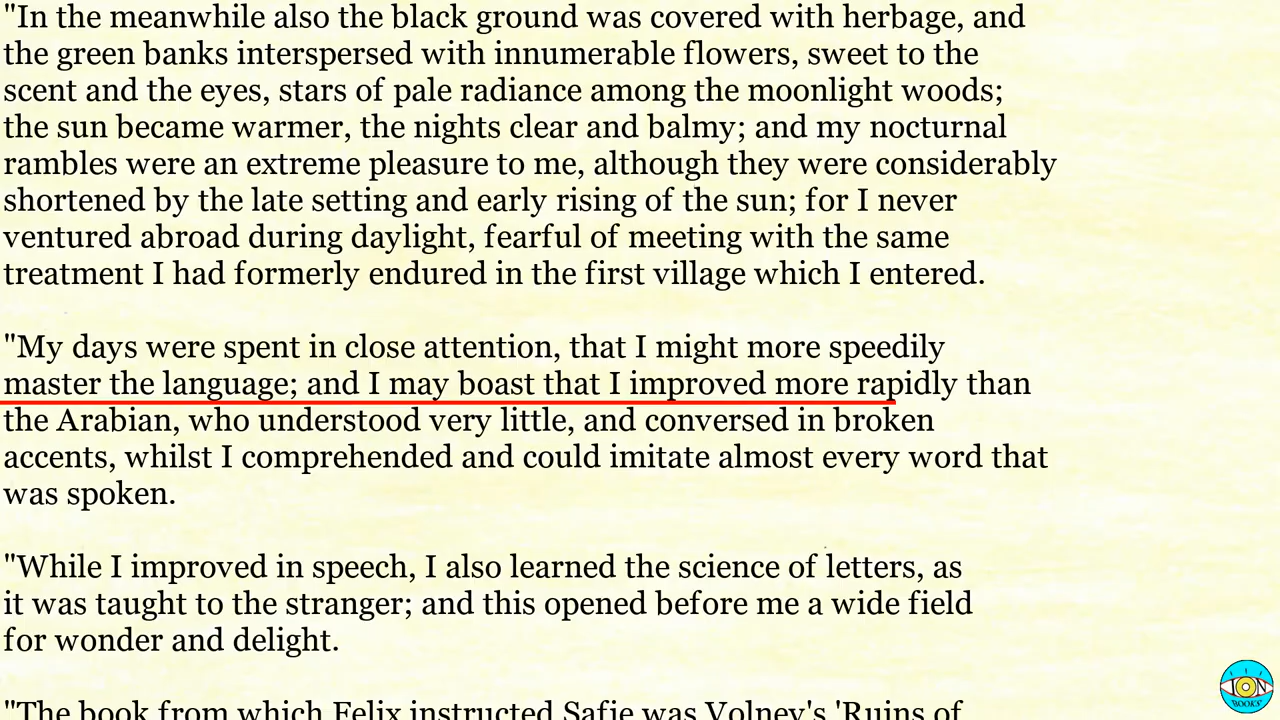 "In the meanwhile also the black ground was covered with herbage, and
the green banks interspersed with innumerable flowers, sweet to the
scent and the eyes, stars of pale radiance among the moonlight woods;
the sun became warmer, the nights clear and balmy; and my nocturnal
rambles were an extreme pleasure to me, although they were considerably
shortened by the late setting and early rising of the sun; for I never
ventured abroad during daylight, fearful of meeting with the same
treatment I had formerly endured in the first village which I entered.
"My days were spent in close attention, that I might more speedily
master the language; and I may boast that I improved more rapidly than
the Arabian, who understood very little, and conversed in broken
accents, whilst I comprehended and could imitate almost every word that
was spoken.
"While I improved in speech, I also learned the science of letters, as
it was taught to the stranger; and this opened before me a wide field
for wonder and delight.
"The book from which Felix instructed Safie was Volney's 'Ruins of
ION
BOOKS